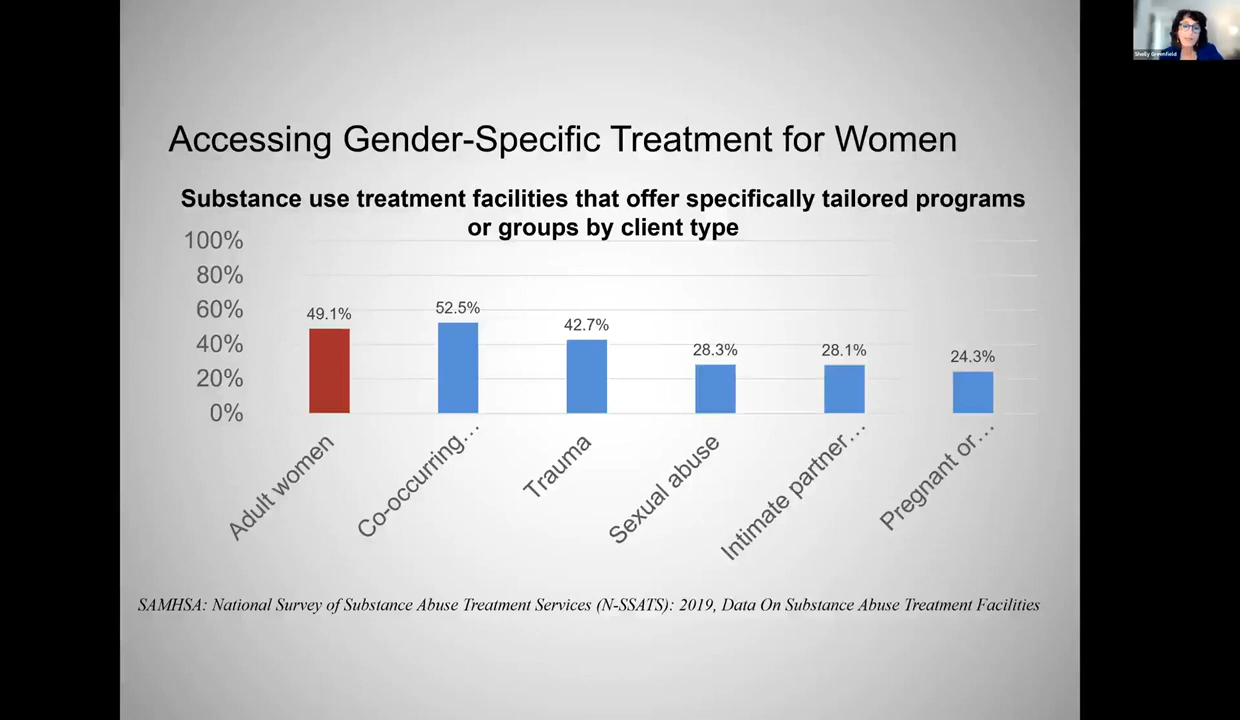 Shelly Greenfield
Accessing Gender-Specific Treatment for Women
Substance use treatment facilities that offer specifically tailored programs
or groups by client type
100%
80%
60%
40%
20%
0%
49.1%
52.5%
42.7%
28.3%
28.1%
24.3%
Adult women
Co-occurring…
Trauma
Sexual abuse
Intimate partner…
Pregnant or…
SAMHSA: National Survey of Substance Abuse Treatment Services (N-SSATS): 2019, Data On Substance Abuse Treatment Facilities